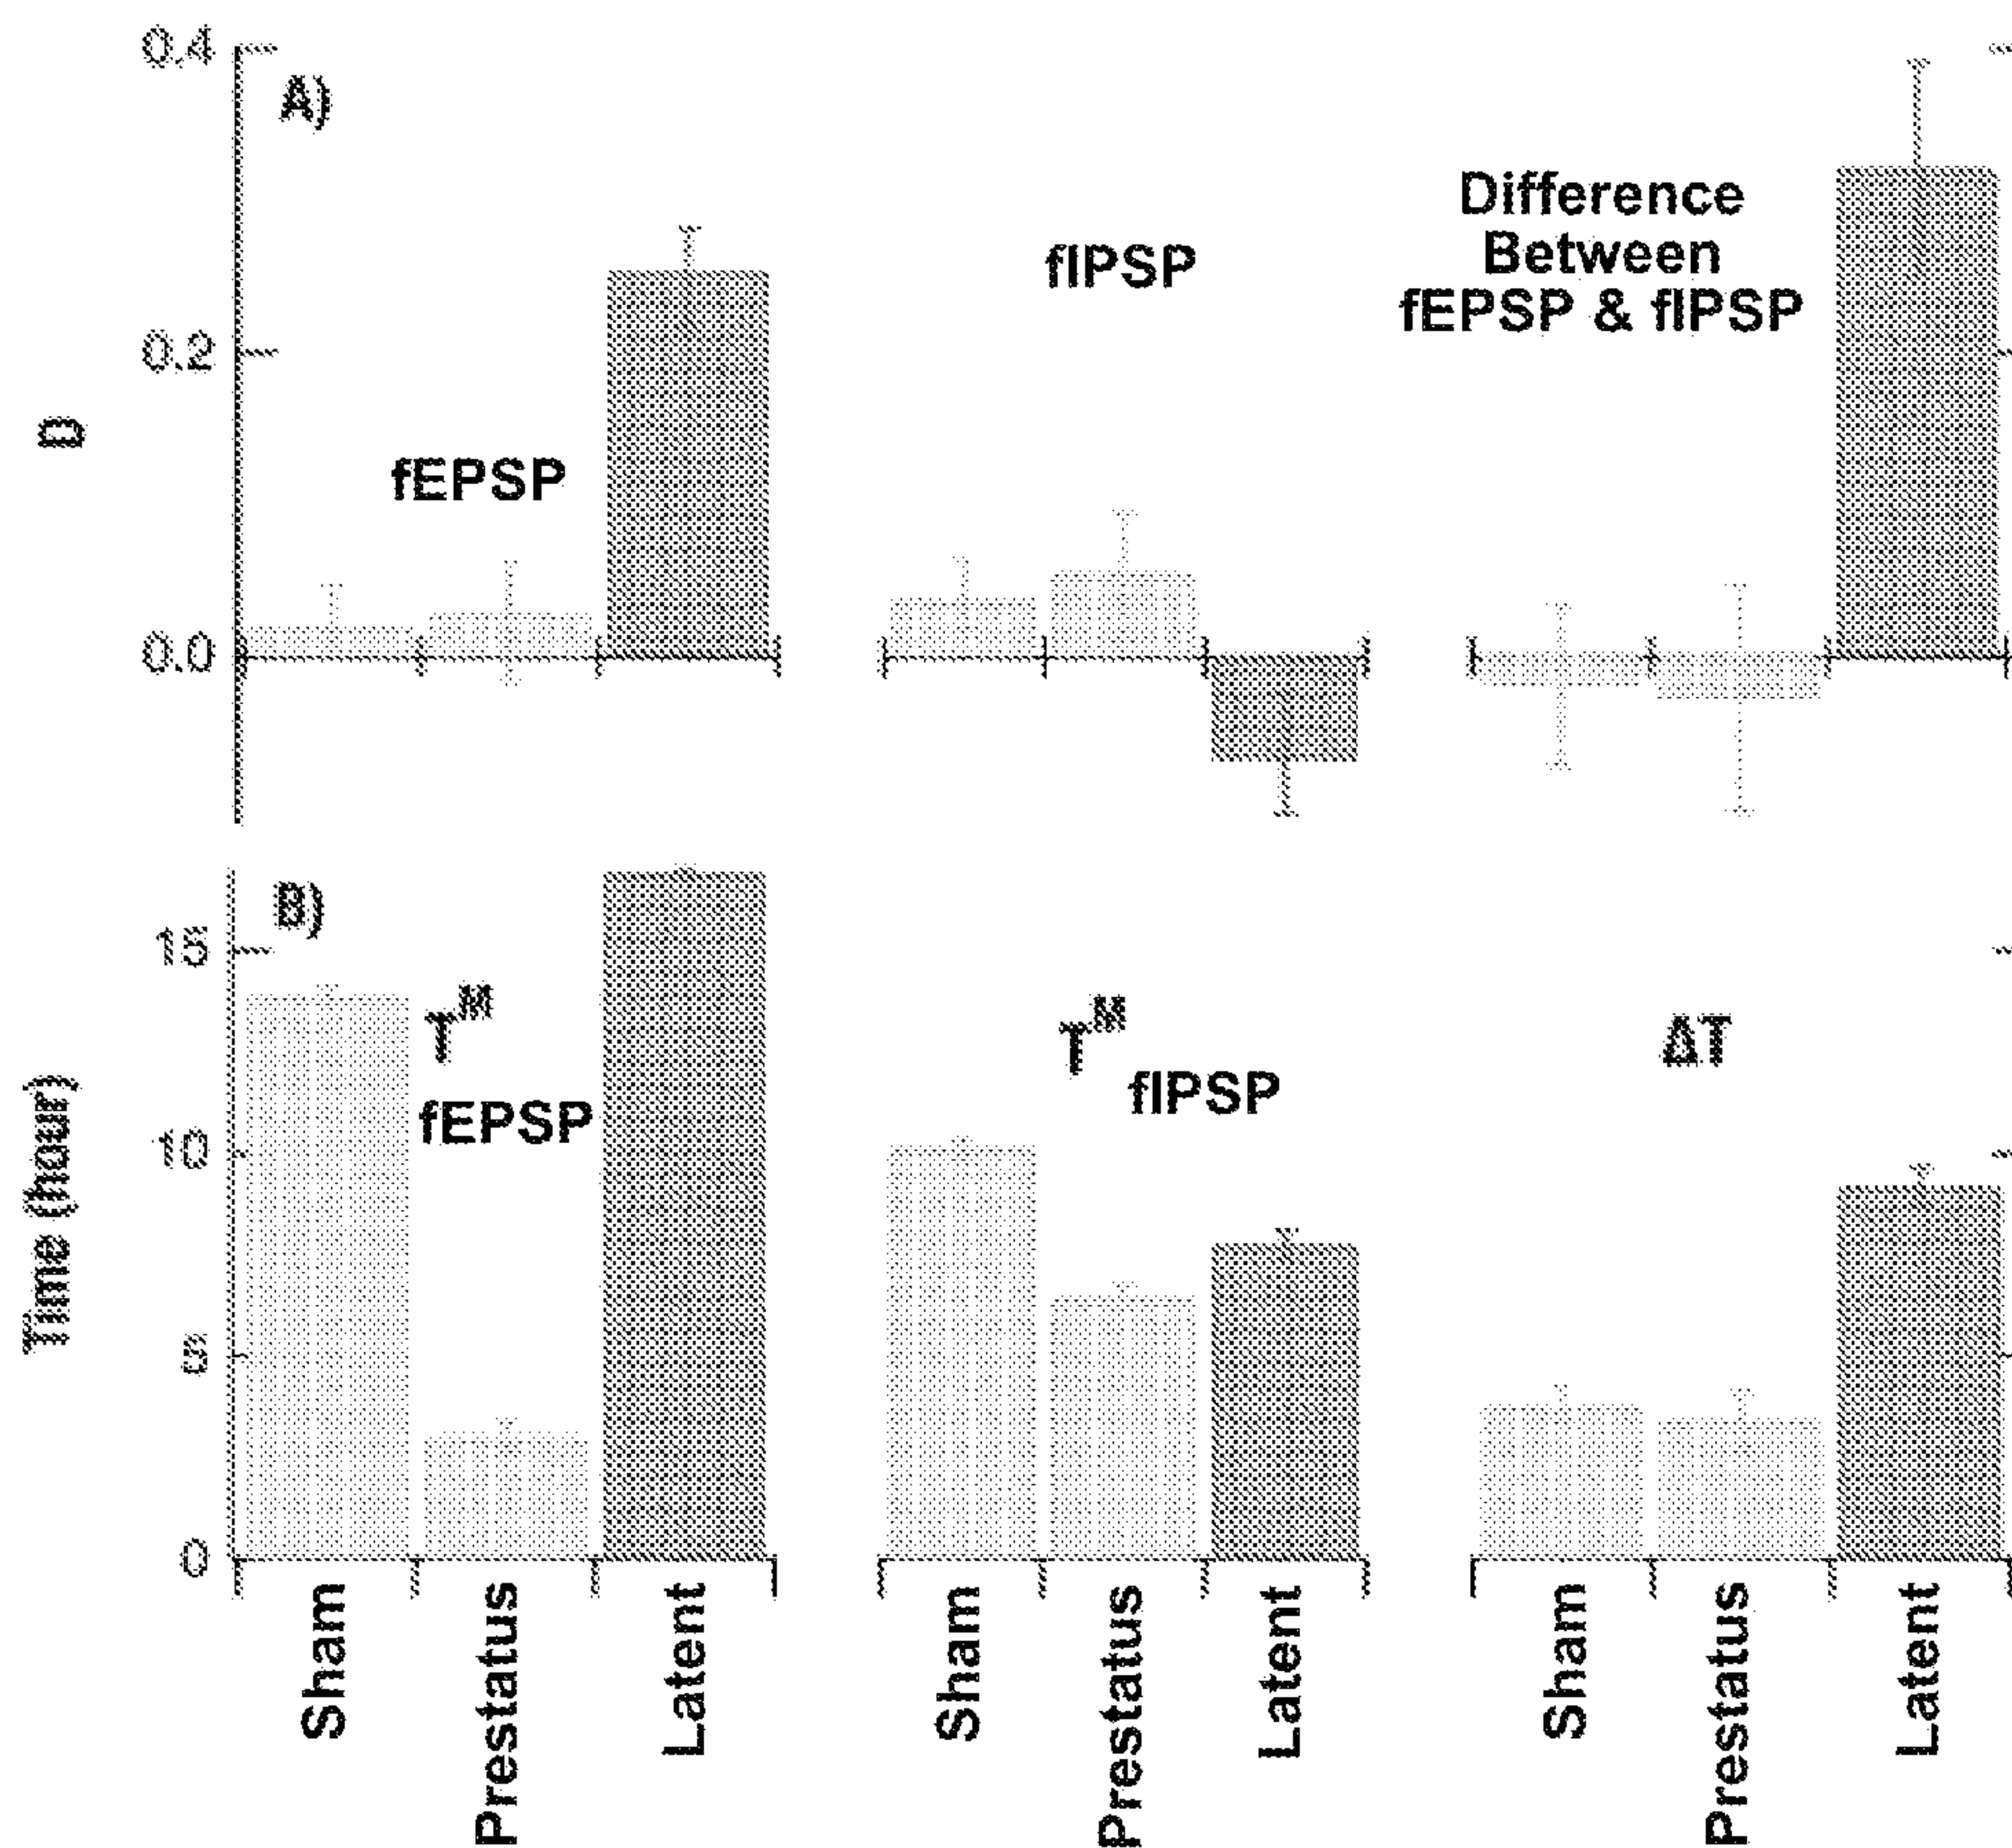 0.4
A)
Difference
Between
fEPSP & fIPSP
fIPSP
0.2
D
fEPSP
0.0
B)
15
T^M
fEPSP
T^M
fIPSP
ΔT
10
Time (hour)
5
0
Sham
Prestatus
Latent
Sham
Prestatus
Latent
Sham
Prestatus
Latent